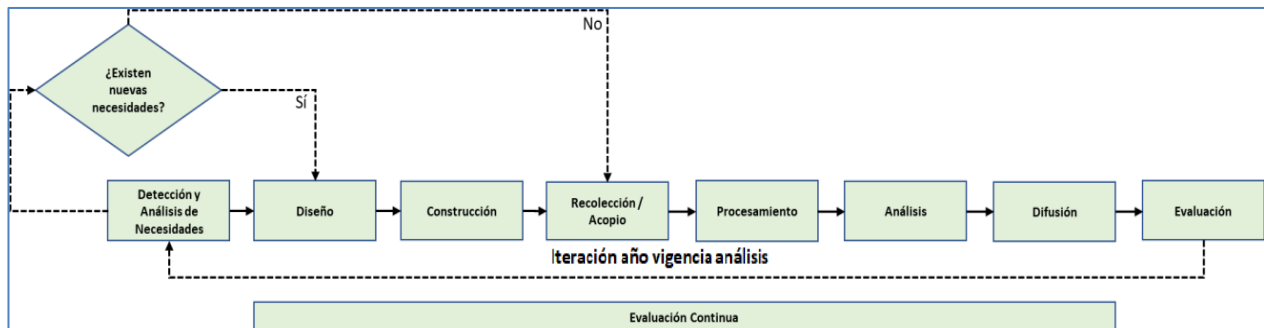 No
¿Existen
nuevas
necesidades?
Sí
Detección y
Análisis de
Necesidades
Diseño
Construcción
Recolección /
Acopio
Procesamiento
Análisis
Difusión
Evaluación
Iteración año vigencia análisis
Evaluación Continua